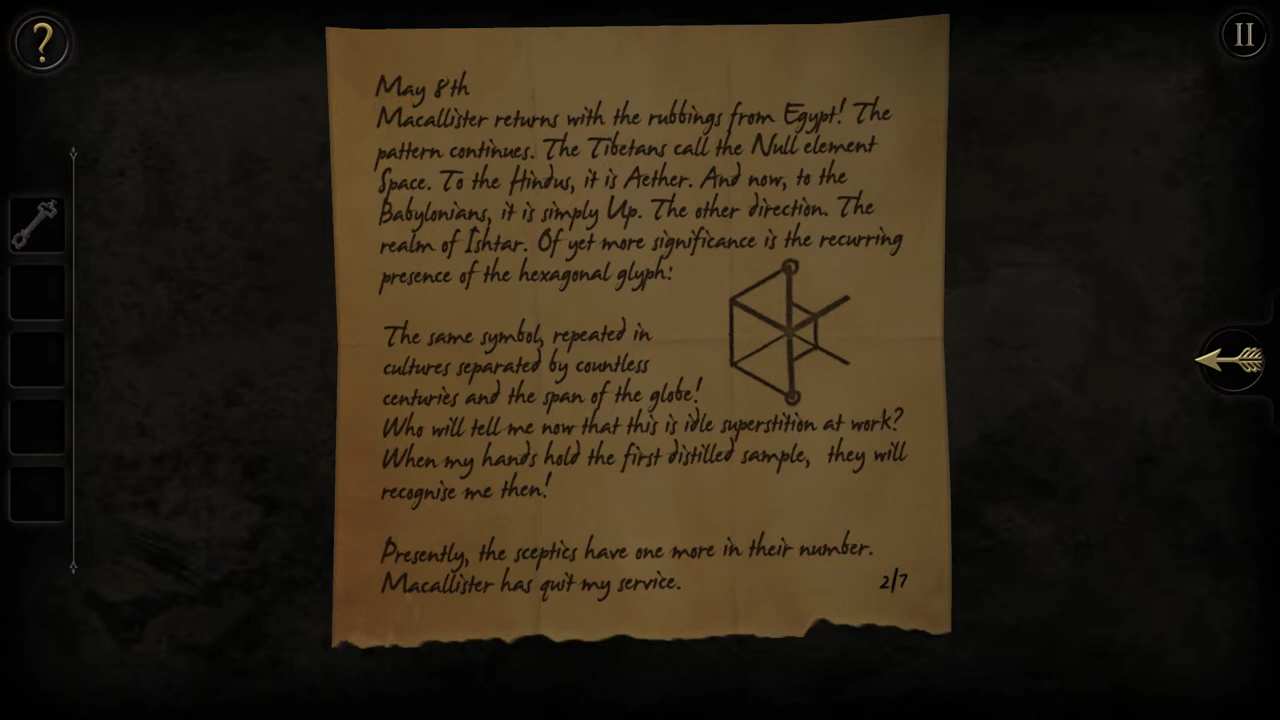 May 8th
Macallister returns with the rubbings from Egypt! The
pattern continues. The Tibetans call the Null element
Space. To the Hindus, it is Aether. And now, to the
Babylonians, it is simply Up. The other direction. The
realm of Ishtar. Of yet more significance is the recurring
presence of the hexagonal glyph:
The same symbol, repeated in
cultures separated by countless
centuries and the span of the globe!
Who will tell me now that this is idle superstition at work?
When my hands hold the first distilled sample, they will
recognise me then!
Presently, the sceptics have one more in their number.
Macallister has quit my service.
2/7
?
II